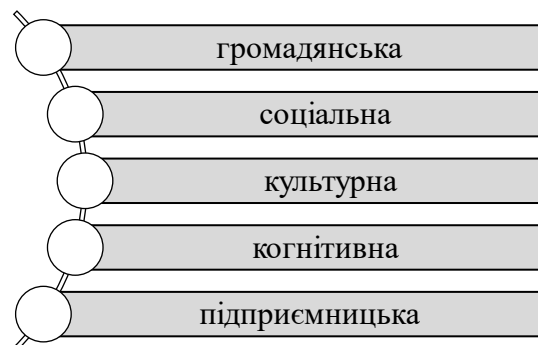 громадянська
соціальна
культурна
когнітивна
підприємницька